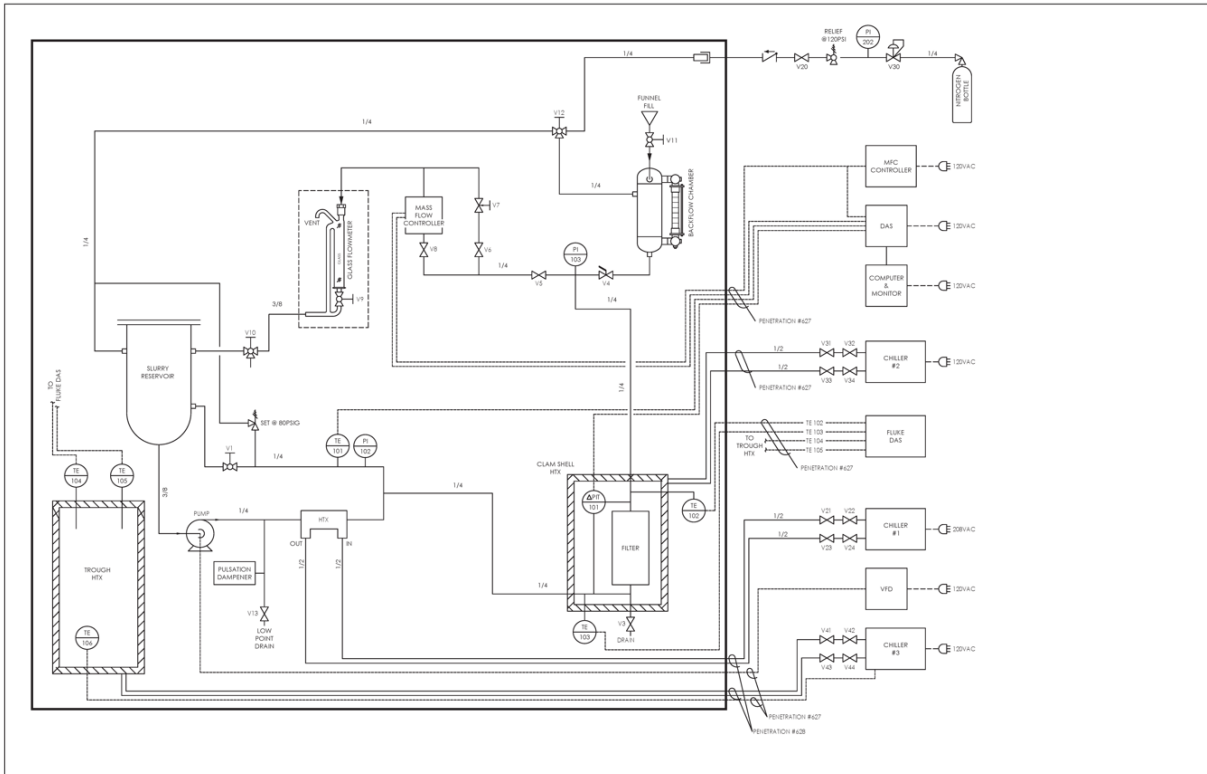 RELIEF
@120PSI
PI
202
1/4
V20
V30
1/4
NITROGEN
BOTTLE
FUNNEL
FILL
V12
V11
1/4
1/4
BACKFLOW CHAMBER
MFC
CONTROLLER
120VAC
VENT
GLASS FLOWMETER
MASS
FLOW
CONTROLLER
V7
DAS
120VAC
V8
V6
PI
103
1/4
1/4
V5
V4
COMPUTER
&
MONITOR
120VAC
3/8
V9
1/4
PENETRATION #627
V10
V31
V32
1/2
CHILLER
#2
120VAC
1/2
V33
V34
SLURRY
RESERVOIR
1/4
PENETRATION #627
TO
FLUKE DAS
SET @ 80PSIG
TE 102
TE 103
TE 104
TE 105
TO
TROUGH
HTX
FLUKE
DAS
V1
TE
101
PI
102
1/4
PENETRATION #627
CLAM SHELL
HTX
TE
104
TE
105
3/8
1/4
ΔPIT
101
TE
102
PUMP
1/4
HTX
OUT
IN
1/2
V21
V22
CHILLER
#1
208VAC
1/2
V23
V24
FILTER
TROUGH
HTX
PULSATION
DAMPENER
1/2
1/2
1/4
VFD
120VAC
V13
LOW
POINT
DRAIN
V3
DRAIN
TE
103
TE
106
V41
V42
CHILLER
#3
120VAC
V43
V44
PENETRATION #627
PENETRATION #628